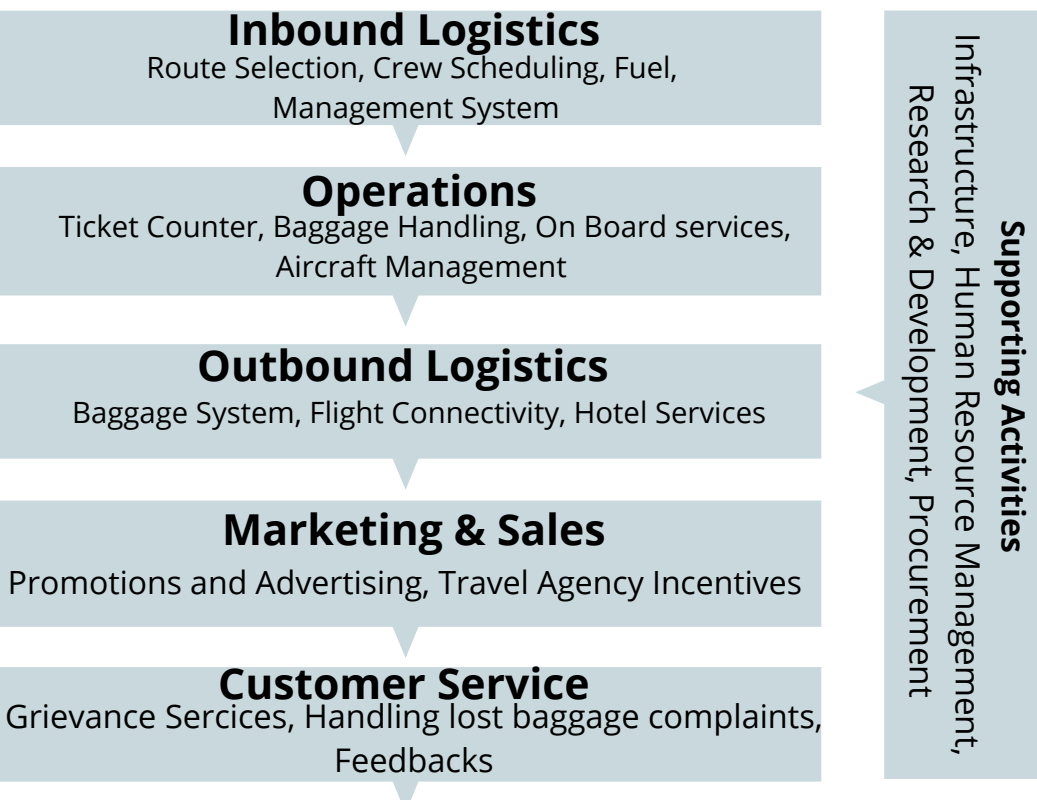 Inbound Logistics
Route Selection, Crew Scheduling, Fuel,
Management System
Operations
Ticket Counter, Baggage Handling, On Board services,
Aircraft Management
Outbound Logistics
Baggage System, Flight Connectivity, Hotel Services
Marketing & Sales
Promotions and Advertising, Travel Agency Incentives
Customer Service
Grievance Sercices, Handling lost baggage complaints,
Feedbacks
Supporting Activities
Infrastructure, Human Resource Management,
Research & Development, Procurement